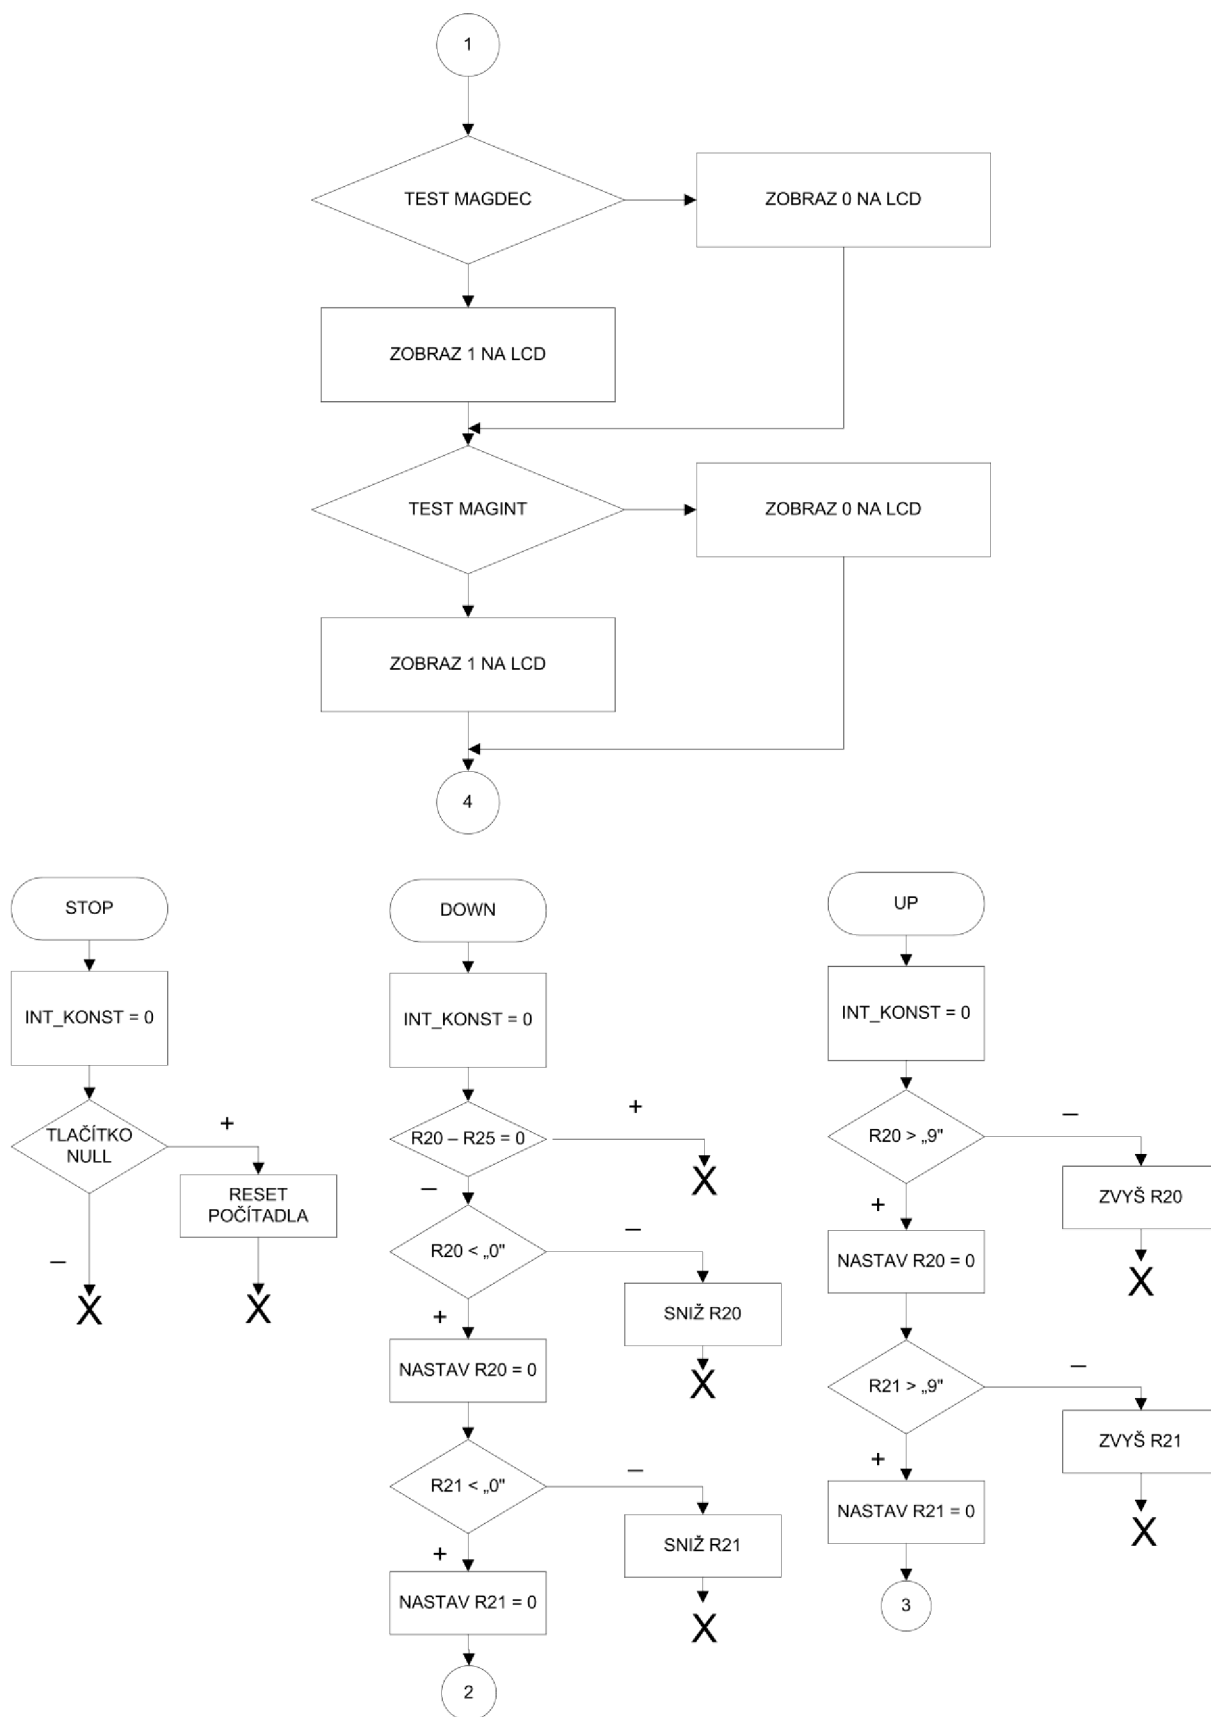 1
TEST MAGDEC
ZOBRAZ 0 NA LCD
ZOBRAZ 1 NA LCD
TEST MAGINT
ZOBRAZ 0 NA LCD
ZOBRAZ 1 NA LCD
4
STOP
INT_KONST = 0
TLAČÍTKO
NULL
+
RESET
POČÍTADLA
–
X
X
DOWN
INT_KONST = 0
R20 – R25 = 0
+
X
–
R20 < „0"
–
SNIŽ R20
X
+
NASTAV R20 = 0
R21 < „0"
–
SNIŽ R21
X
+
NASTAV R21 = 0
2
UP
INT_KONST = 0
R20 > „9"
–
ZVYŠ R20
X
+
NASTAV R20 = 0
R21 > „9"
–
ZVYŠ R21
X
+
NASTAV R21 = 0
3